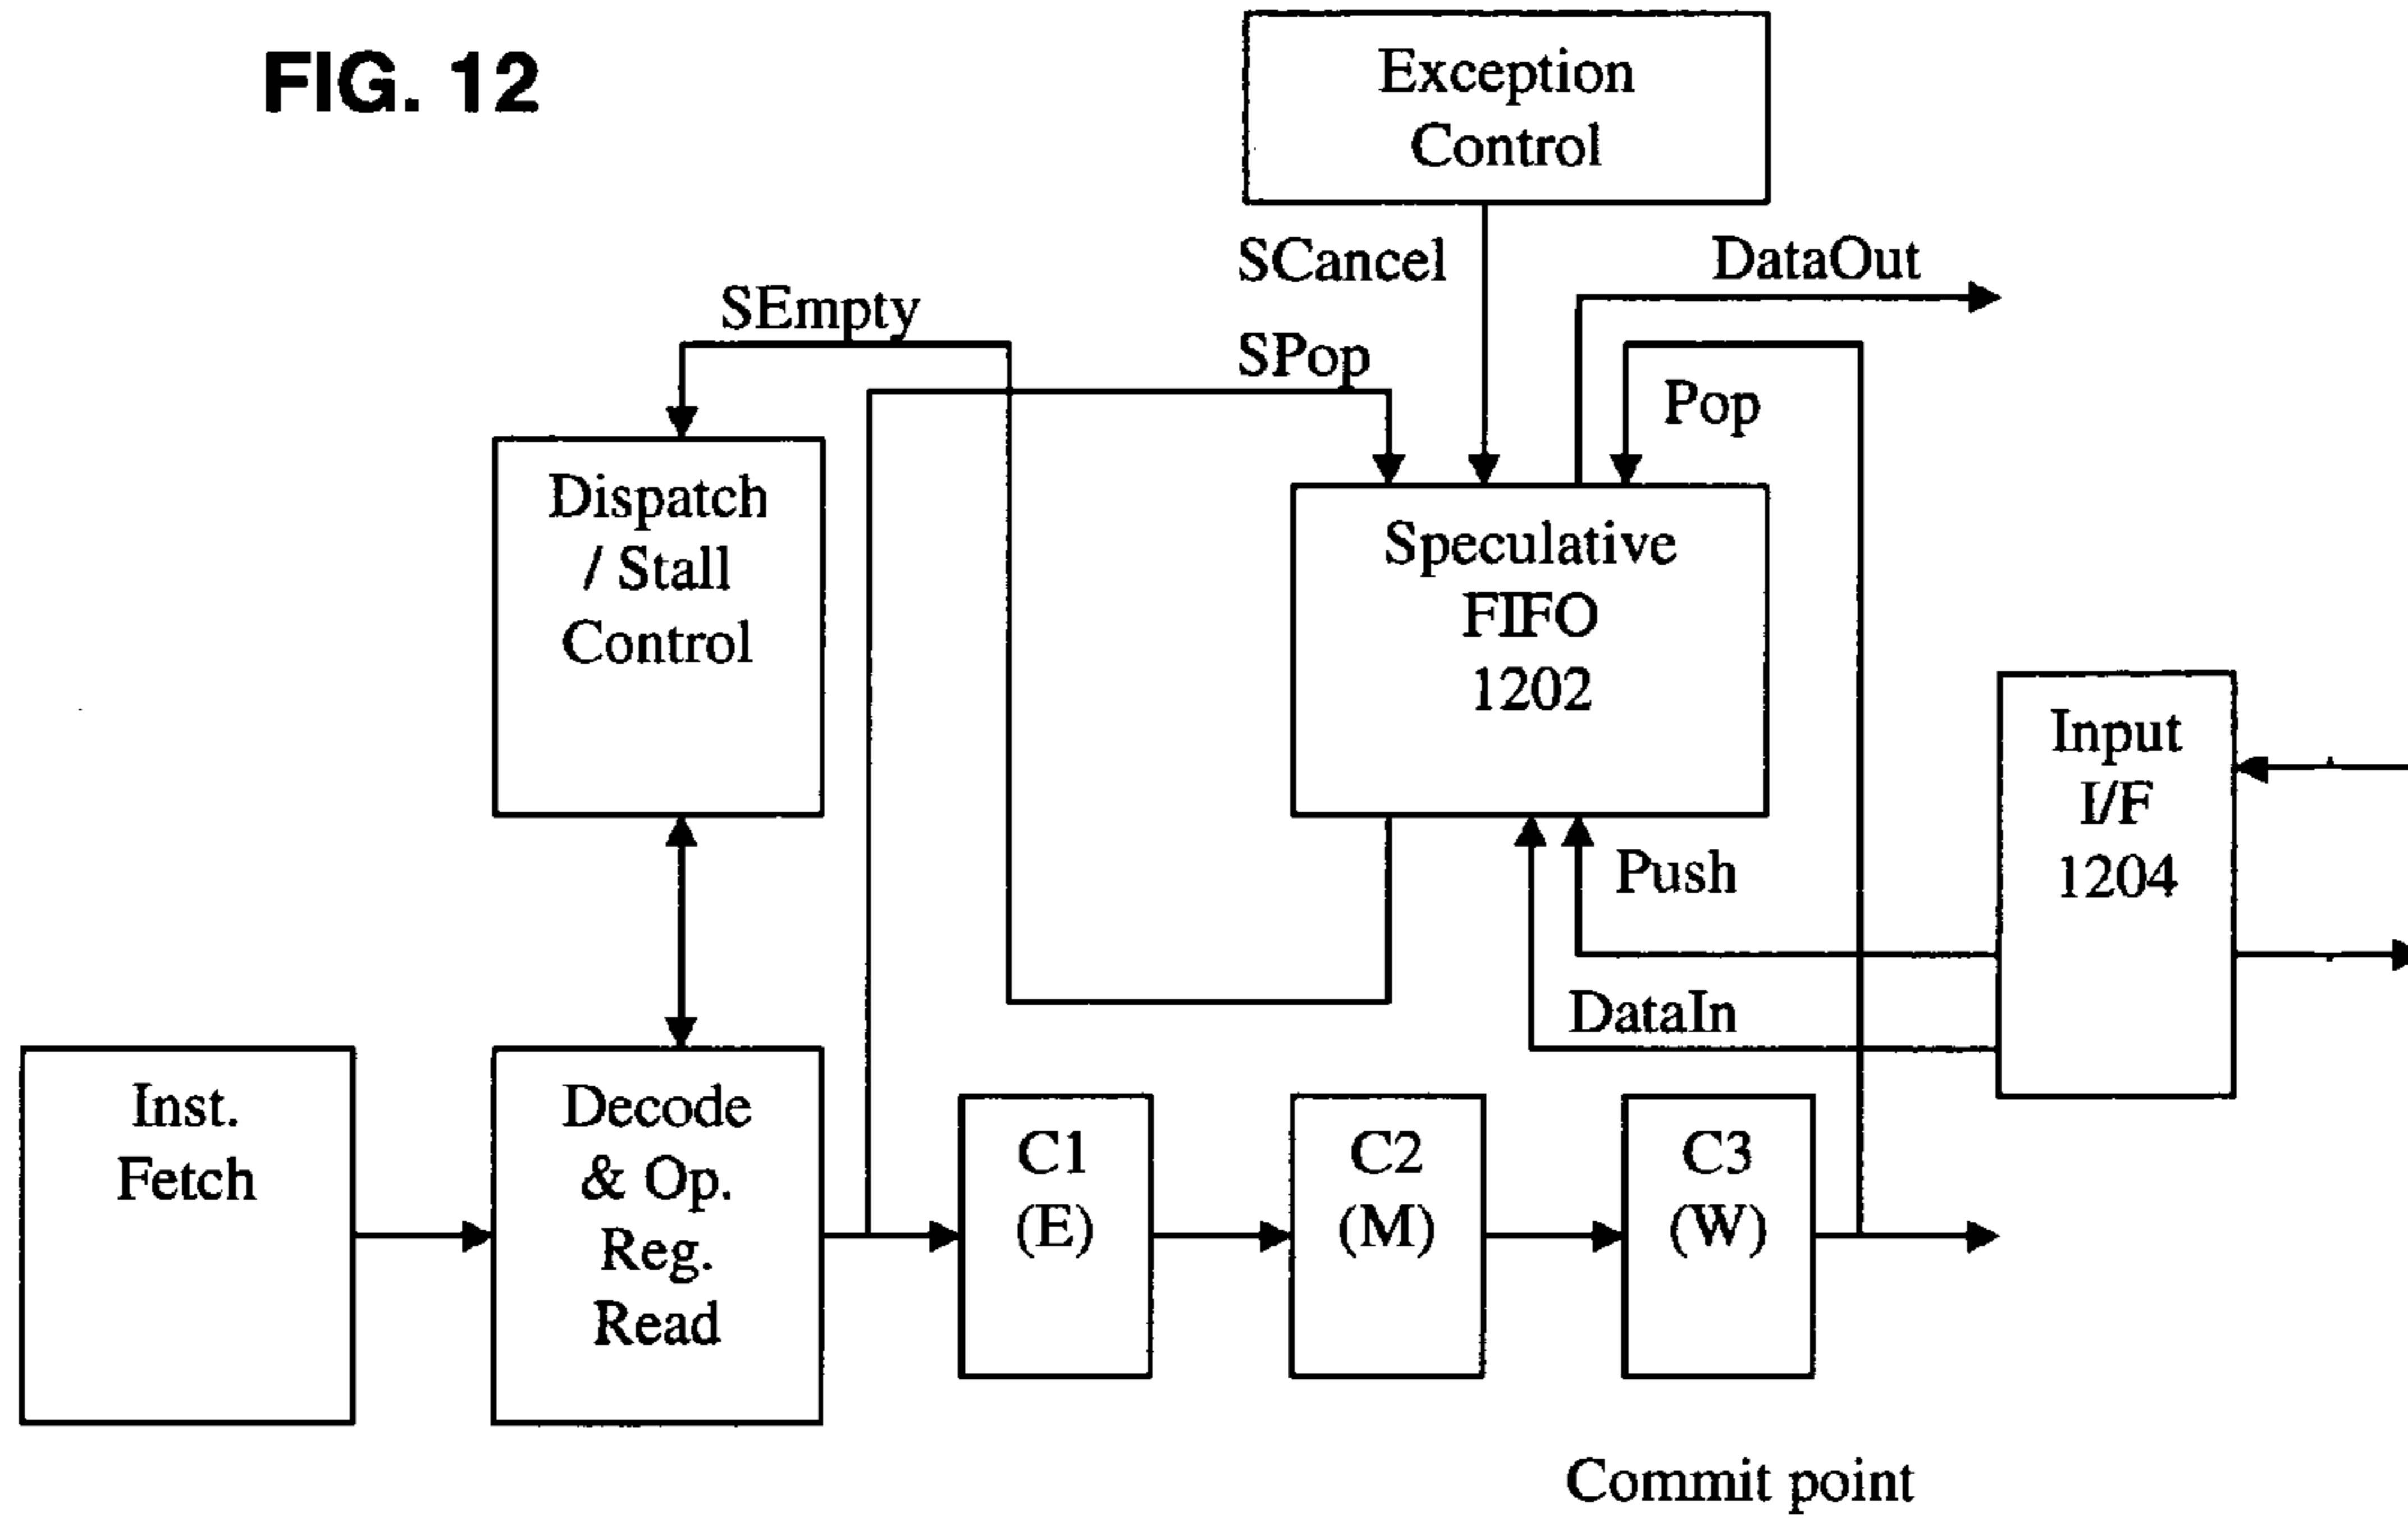 FIG. 12
Exception
Control
SCancel
DataOut
SEmpty
SPop
Pop
Dispatch
/ Stall
Control
Speculative
FIFO
1202
Input
I/F
1204
Push
DataIn
Inst.
Fetch
Decode
& Op.
Reg.
Read
C1
(E)
C2
(M)
C3
(W)
Commit point